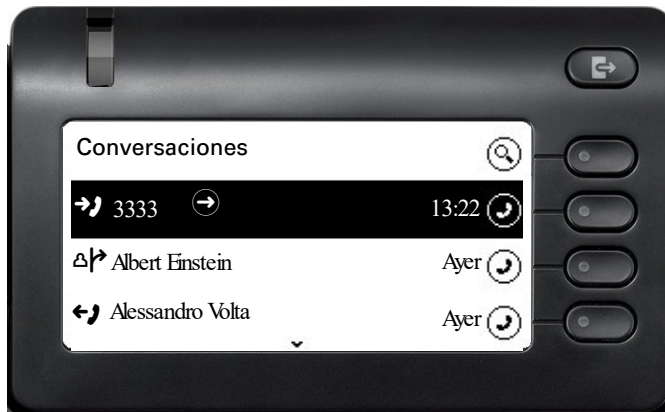 Conversaciones
3333 13:22
Albert Einstein Ayer
Alessandro Volta Ayer